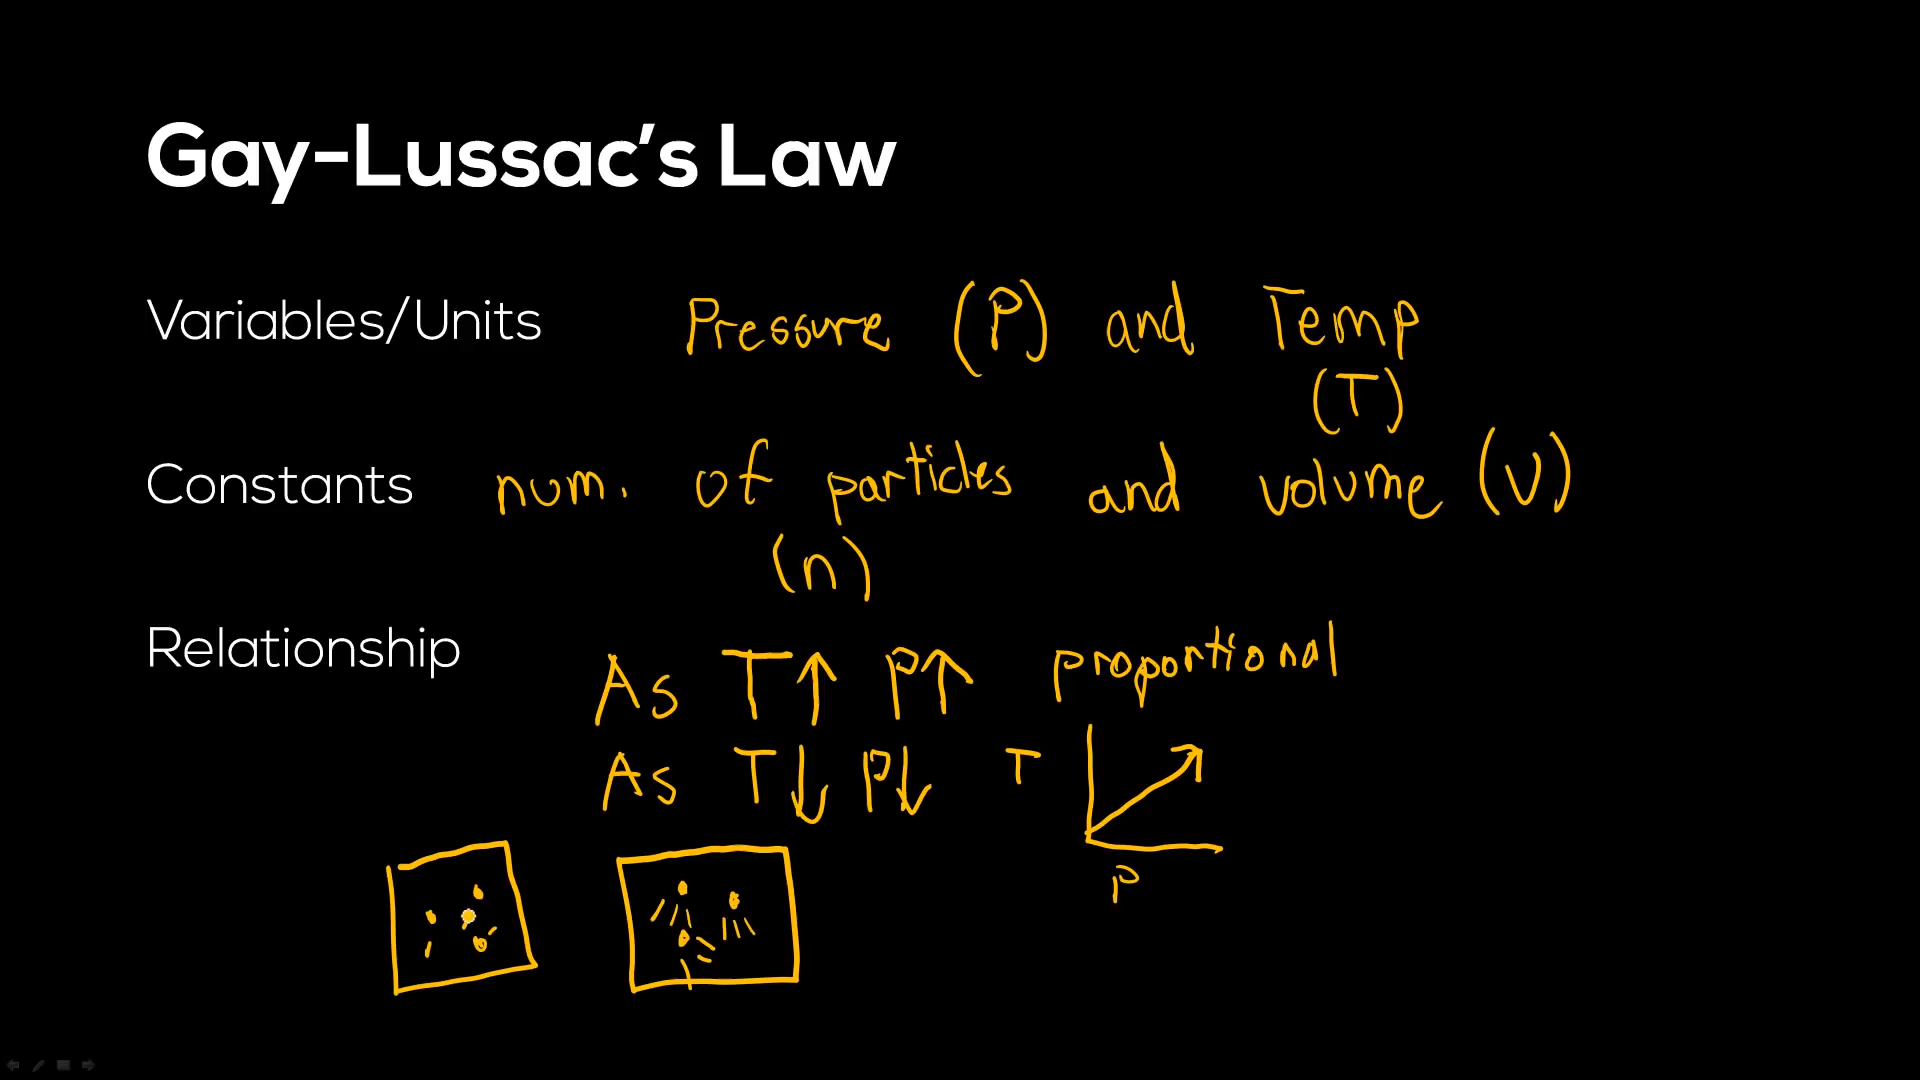 Gay-Lussac's Law
Variables/Units Pressure (P) and Temp
(T)
Constants num. of particles and volume (V)
(n)
Relationship As T↑ P↑ proportional
As T↓ P↓ T
P